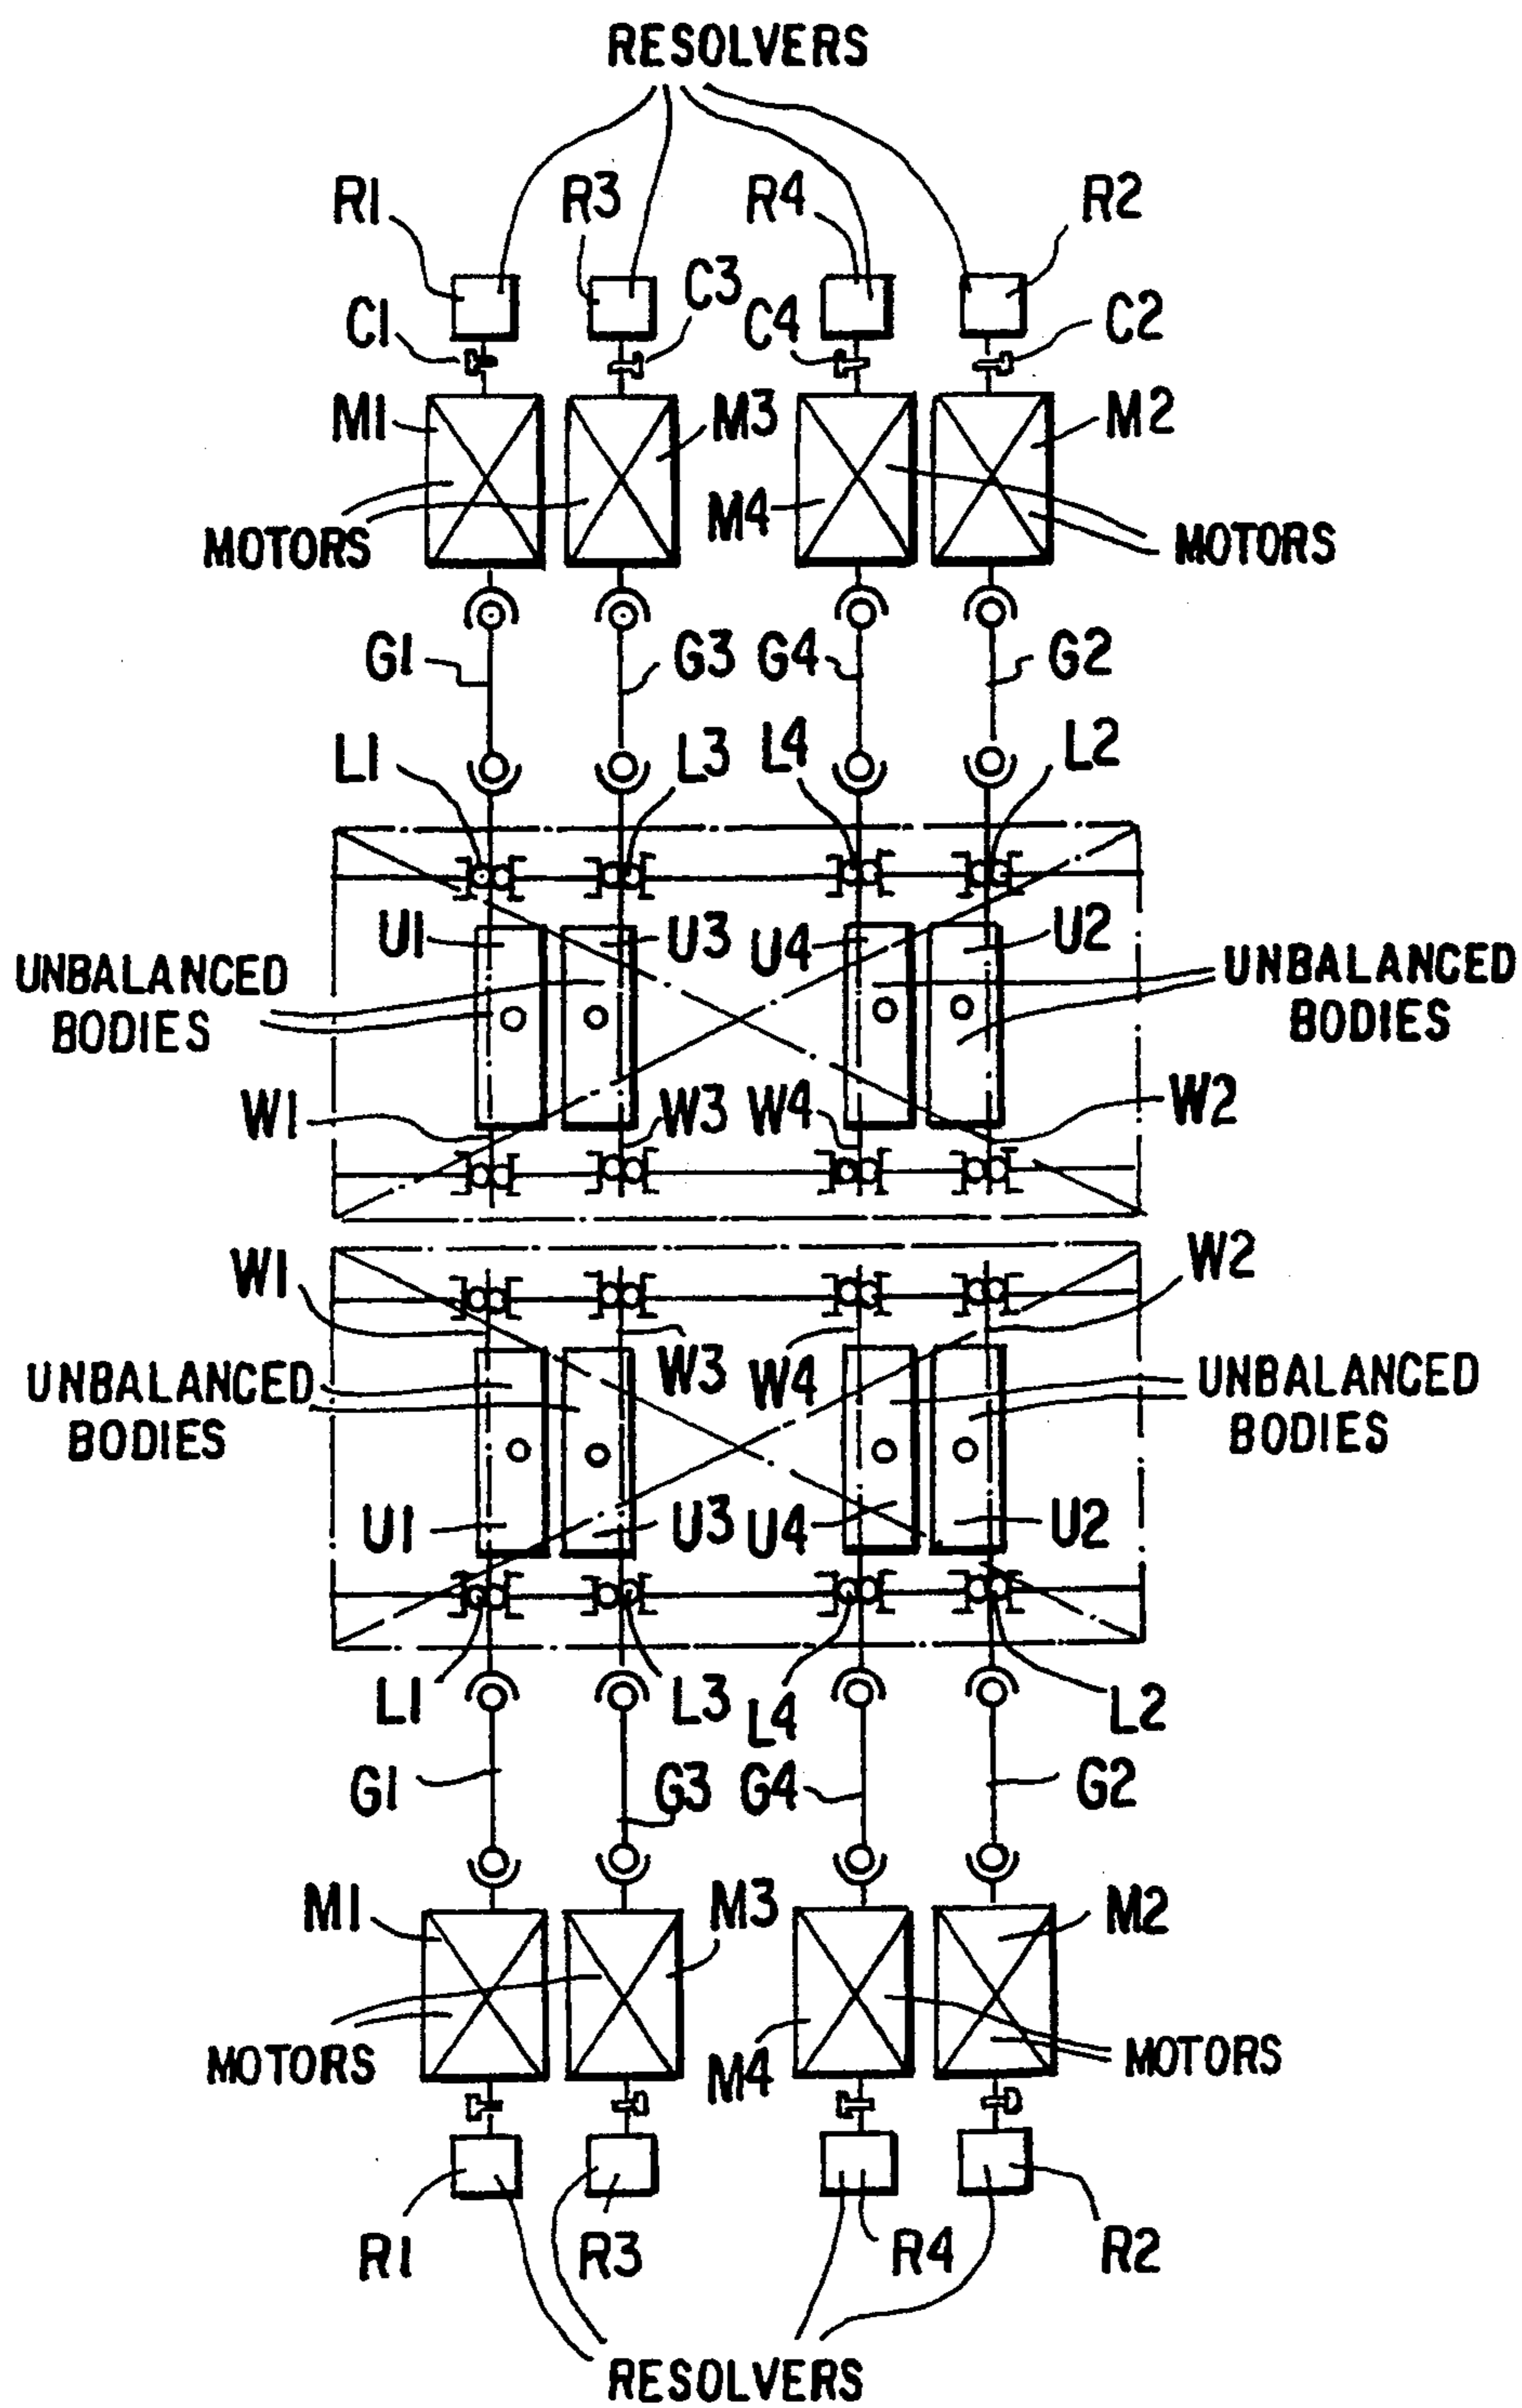 RESOLVERS
R1 R3 R4 R2
C1 C3 C4 C2
M1 M3 M4 M2
MOTORS MOTORS
G1 G3 G4 G2
L1 L3 L4 L2
U1 U3 U4 U2
UNBALANCED BODIES UNBALANCED BODIES
W1 W3 W4 W2
W1 W3 W4 W2
UNBALANCED BODIES UNBALANCED BODIES
U1 U3 U4 U2
L1 L3 L4 L2
G1 G3 G4 G2
M1 M3 M4 M2
MOTORS MOTORS
R1 R3 R4 R2
RESOLVERS